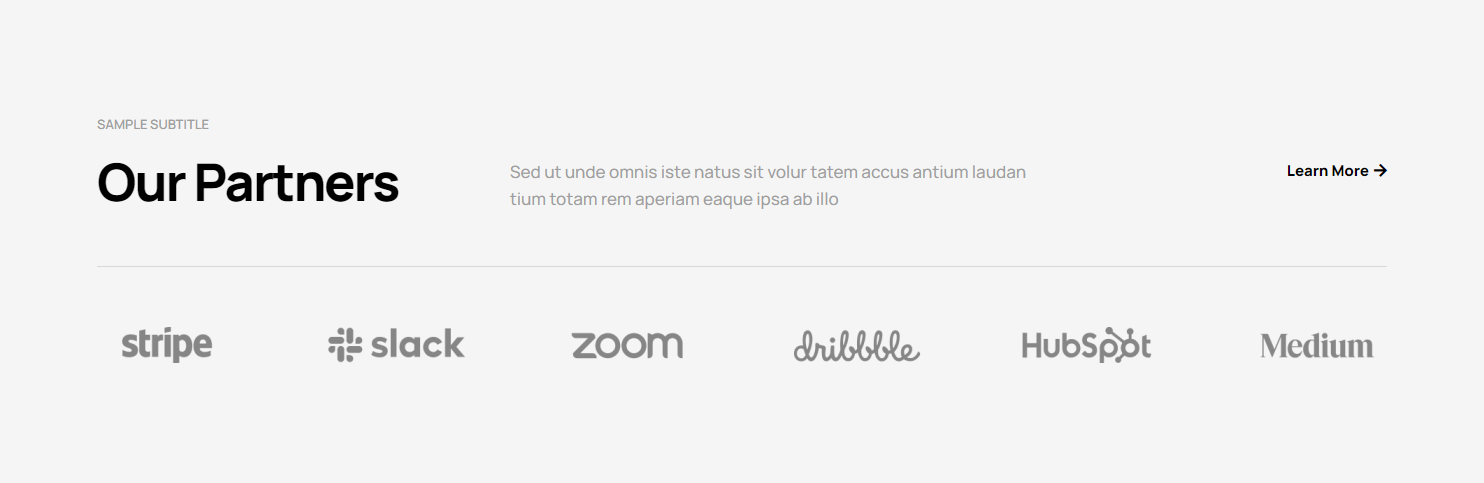 SAMPLE SUBTITLE
Our Partners
Sed ut unde omnis iste natus sit volur tatem accus antium laudan
tium totam rem aperiam eaque ipsa ab illo
Learn More
stripe
slack
zoom
dribbble
HubSpot
Medium